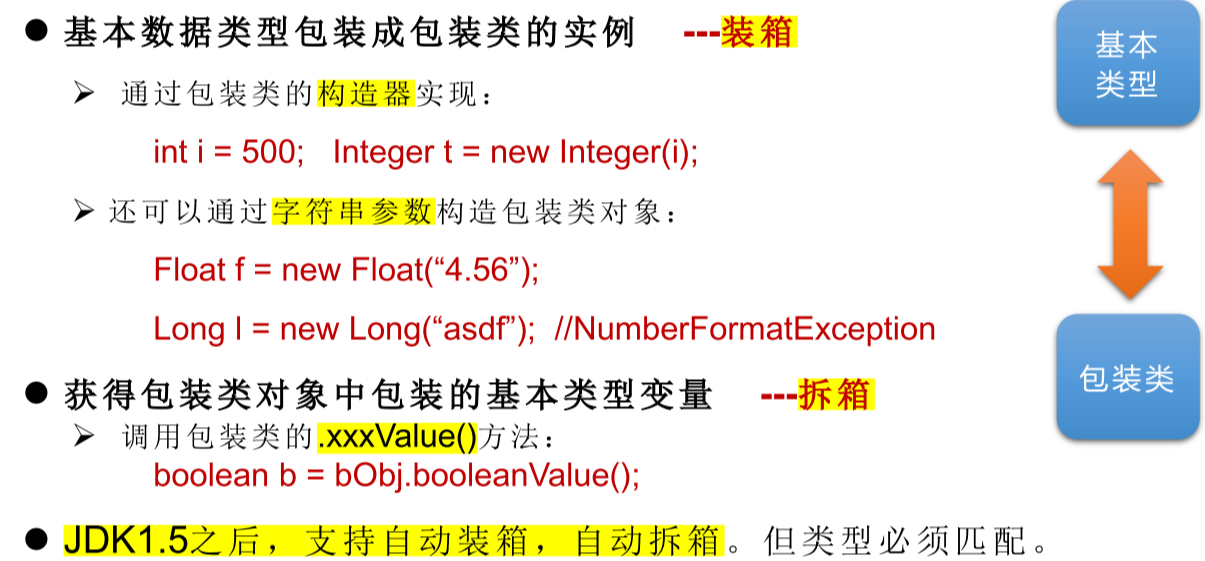 ● 基本数据类型包装成包装类的实例 ---装箱
➢ 通过包装类的构造器实现：
int i = 500; Integer t = new Integer(i);
➢ 还可以通过字符串参数构造包装类对象：
Float f = new Float(“4.56”);
Long l = new Long(“asdf”); //NumberFormatException
● 获得包装类对象中包装的基本类型变量 ---拆箱
➢ 调用包装类的.xxxValue()方法：
boolean b = bObj.booleanValue();
● JDK1.5之后，支持自动装箱，自动拆箱。但类型必须匹配。
基本
类型
包装类